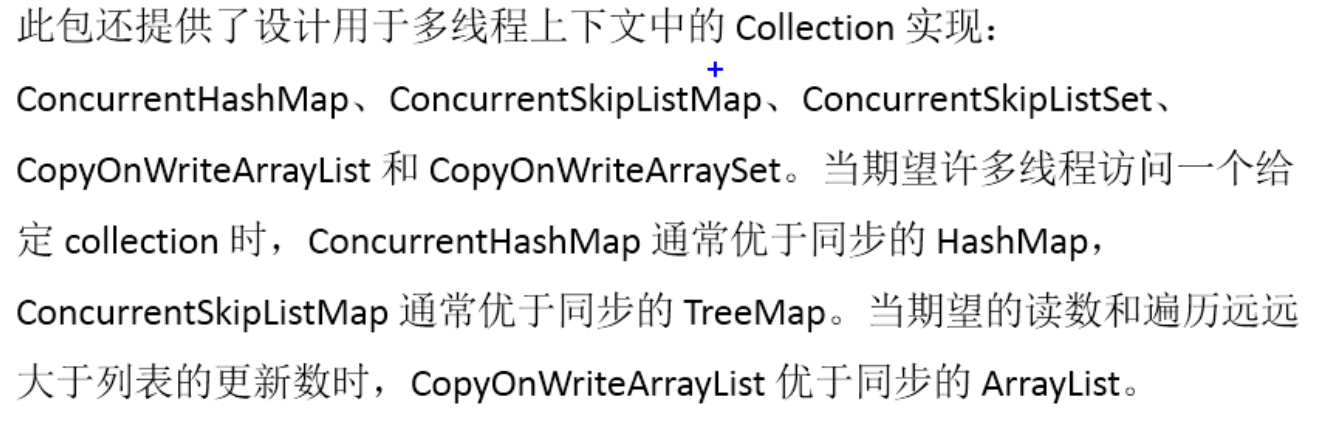 此包还提供了设计用于多线程上下文中的 Collection 实现：
ConcurrentHashMap、ConcurrentSkipListMap、ConcurrentSkipListSet、
CopyOnWriteArrayList 和 CopyOnWriteArraySet。当期望许多线程访问一个给
定 collection 时，ConcurrentHashMap 通常优于同步的 HashMap，
ConcurrentSkipListMap 通常优于同步的 TreeMap。当期望的读数和遍历远远
大于列表的更新数时，CopyOnWriteArrayList 优于同步的 ArrayList。